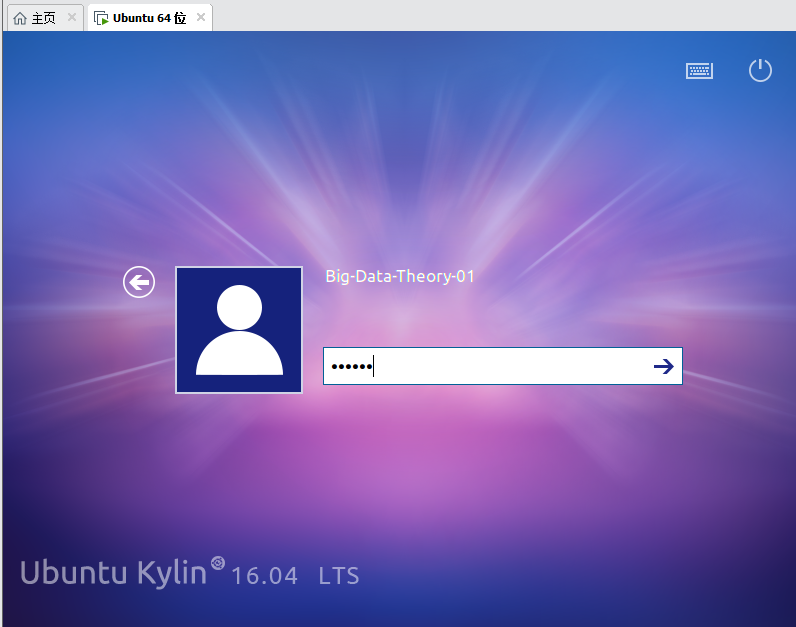 主页
Ubuntu 64 位
Big-Data-Theory-01
••••••
Ubuntu Kylin 16.04 LTS